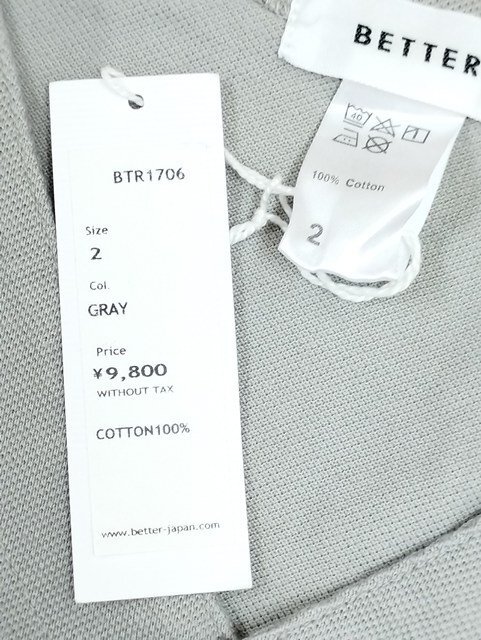 BETTER
40
BTR1706
100% Cotton
2
Size
2
Col.
GRAY
Price
¥9,800
WITHOUT TAX
COTTON100%
www.better-japan.com